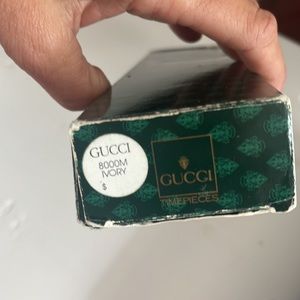 GUCCI
8000M
IVORY
$
GUCCI
TIMEPIECES